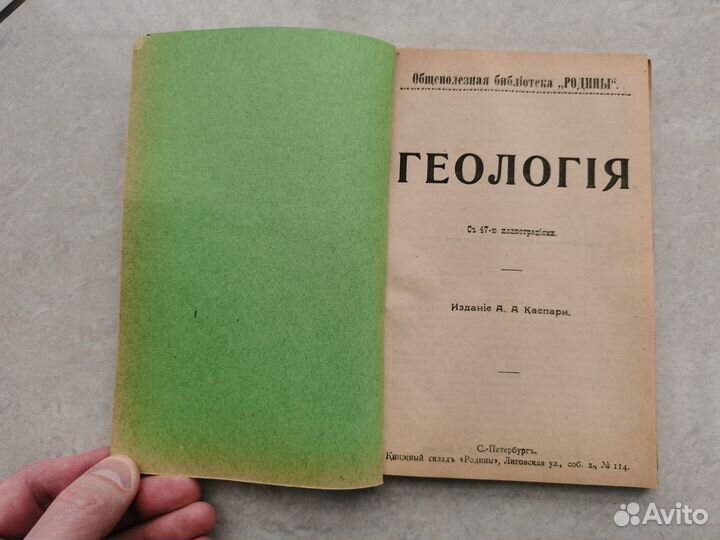 Общеполезная библіотека „РОДИНЫ“.
ГЕОЛОГІЯ
Съ 47-ю иллюстраціями.
Изданіе А. А Каспари.
С.-Петербургъ.
Книжный складъ «Родины», Лиговская ул., соб. д., № 114.
Avito